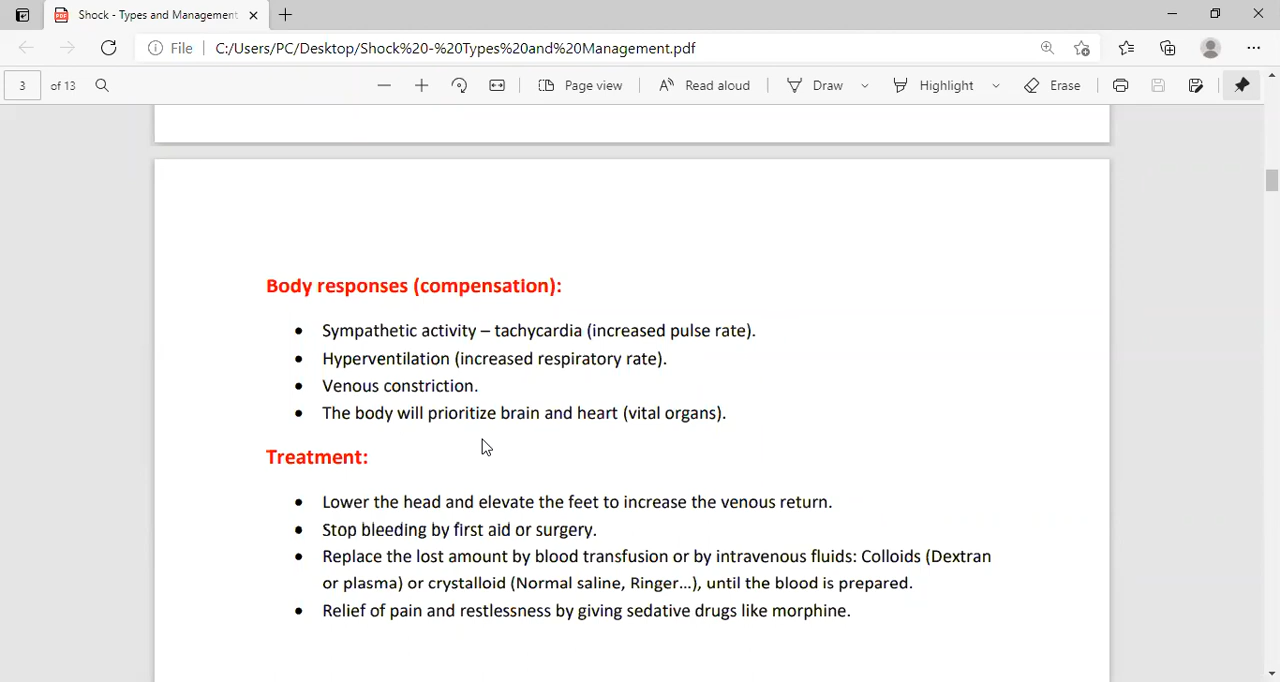 Shock - Types and Management
File
C:/Users/PC/Desktop/Shock%20-%20Types%20and%20Management.pdf
3 of 13
Page view
Read aloud
Draw
Highlight
Erase
Body responses (compensation):
• Sympathetic activity – tachycardia (increased pulse rate).
• Hyperventilation (increased respiratory rate).
• Venous constriction.
• The body will prioritize brain and heart (vital organs).
Treatment:
• Lower the head and elevate the feet to increase the venous return.
• Stop bleeding by first aid or surgery.
• Replace the lost amount by blood transfusion or by intravenous fluids: Colloids (Dextran
or plasma) or crystalloid (Normal saline, Ringer...), until the blood is prepared.
• Relief of pain and restlessness by giving sedative drugs like morphine.